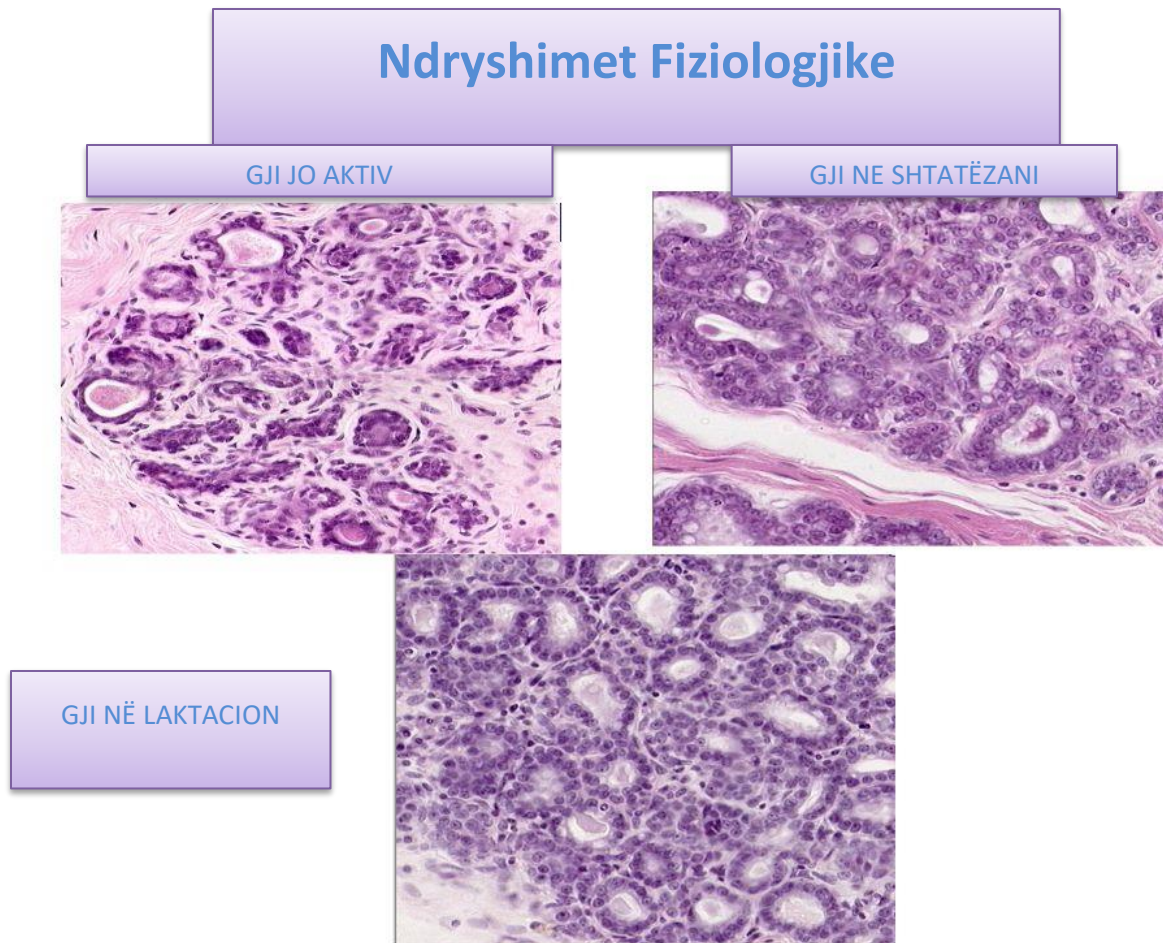 Ndryshimet Fiziologjike
GJI JO AKTIV
GJI NE SHTATËZANI
GJI NË LAKTACION